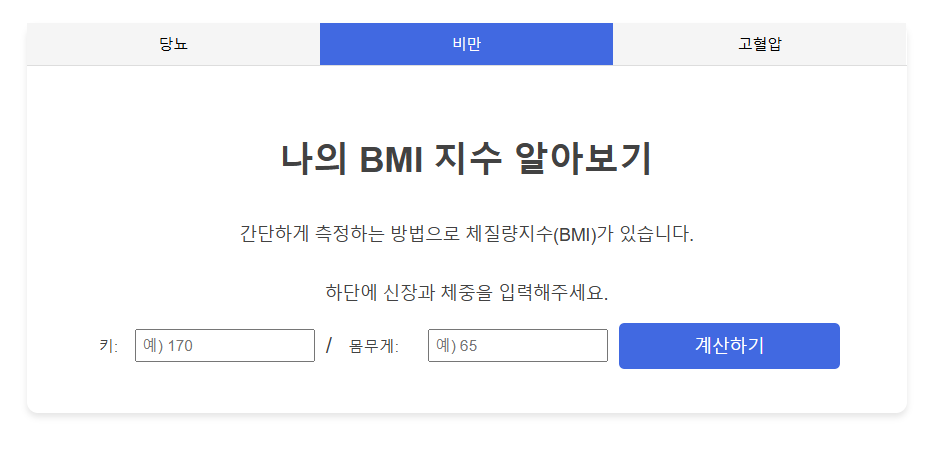 당뇨 비만 고혈압
나의 BMI 지수 알아보기
간단하게 측정하는 방법으로 체질량지수(BMI)가 있습니다.
하단에 신장과 체중을 입력해주세요.
키: 예) 170 / 몸무게: 예) 65 계산하기